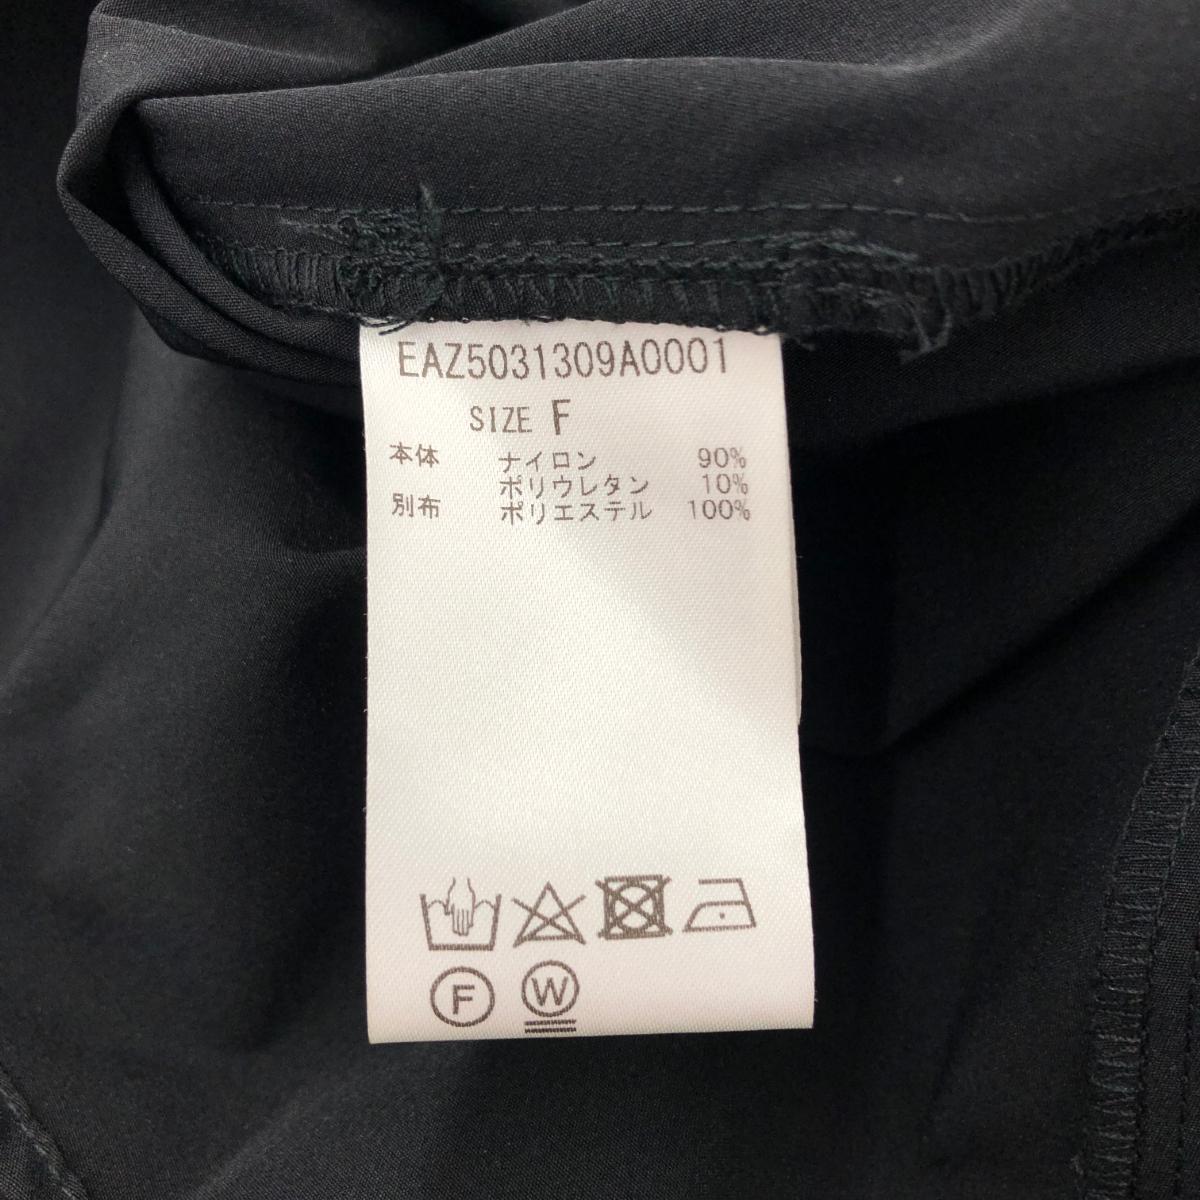 EAZ5031309A0001
SIZE F
本体 ナイロン 90%
ポリウレタン 10%
別布 ポリエステル 100%
F W